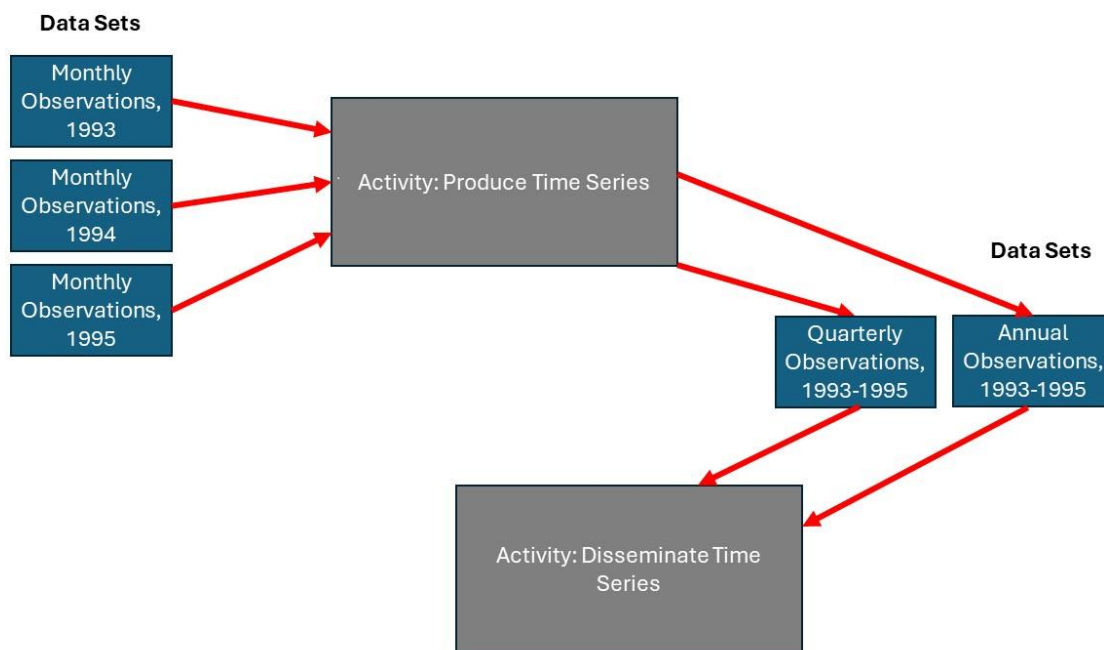 Data Sets
Monthly
Observations,
1993
Monthly
Observations,
1994
Monthly
Observations,
1995
Activity: Produce Time Series
Data Sets
Quarterly
Observations,
1993-1995
Annual
Observations,
1993-1995
Activity: Disseminate Time
Series